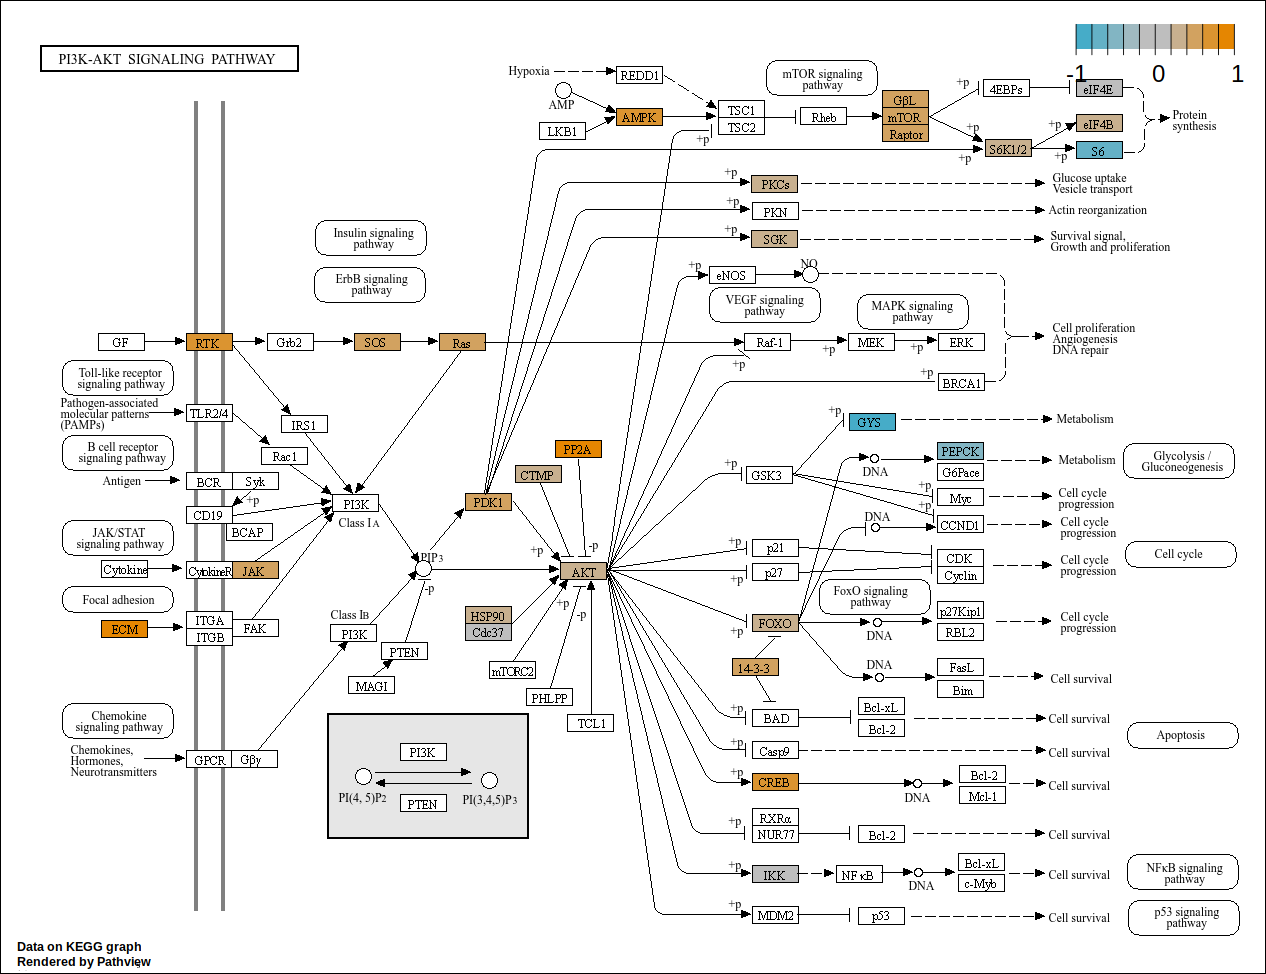 PI3K-AKT SIGNALING PATHWAY
-1 0 1
Hypoxia
REDD1
mTOR signaling
pathway
AMP
LKB1
AMPK
TSC1
TSC2
+p
Rheb
GβL
mTOR
Raptor
+p
+p
4EBPs
eIF4E
S6K1/2
+p
+p
+p
eIF4B
S6
Protein
synthesis
+p
PKCs
Glucose uptake
Vesicle transport
+p
PKN
Actin reorganization
+p
SGK
Survival signal,
Growth and proliferation
Insulin signaling
pathway
ErbB signaling
pathway
+p
eNOS
NO
VEGF signaling
pathway
MAPK signaling
pathway
GF
RTK
Grb2
SOS
Ras
Raf-1
+p
+p
MEK
+p
ERK
Cell proliferation
Angiogenesis
DNA repair
+p
BRCA1
Toll-like receptor
signaling pathway
Pathogen-associated
molecular patterns
(PAMPs)
TLR2/4
IRS1
Rac1
B cell receptor
signaling pathway
Antigen
BCR
Syk
+p
CD19
BCAP
PI3K
Class IA
JAK/STAT
signaling pathway
Cytokine
CytokineR
JAK
Focal adhesion
ECM
ITGA
ITGB
FAK
Chemokine
signaling pathway
Chemokines,
Hormones,
Neurotransmitters
GPCR
Gβγ
PIP3
-p
Class IB
PI3K
PTEN
MAGI
PDK1
CTMP
PP2A
+p
-p
AKT
HSP90
Cdc37
+p
-p
mTORC2
PHLPP
TCL1
PI3K
PI(4, 5)P2
PI(3,4,5)P3
PTEN
+p
GYS
Metabolism
+p
GSK3
DNA
PEPCK
G6Pace
Metabolism
Glycolysis /
Gluconeogenesis
+p
Myc
Cell cycle
progression
DNA
+p
CCND1
Cell cycle
progression
+p
p21
+p
p27
CDK
Cyclin
Cell cycle
progression
Cell cycle
FoxO signaling
pathway
+p
FOXO
DNA
p27Kip1
RBL2
Cell cycle
progression
14-3-3
DNA
FasL
Bim
Cell survival
+p
BAD
Bcl-xL
Bcl-2
Cell survival
Apoptosis
+p
Casp9
Cell survival
+p
CREB
DNA
Bcl-2
Mcl-1
Cell survival
+p
RXRα
NUR77
Bcl-2
Cell survival
+p
IKK
NFκB
DNA
Bcl-xL
c-Myb
Cell survival
NFκB signaling
pathway
+p
MDM2
p53
Cell survival
p53 signaling
pathway
Data on KEGG graph
Rendered by Pathview